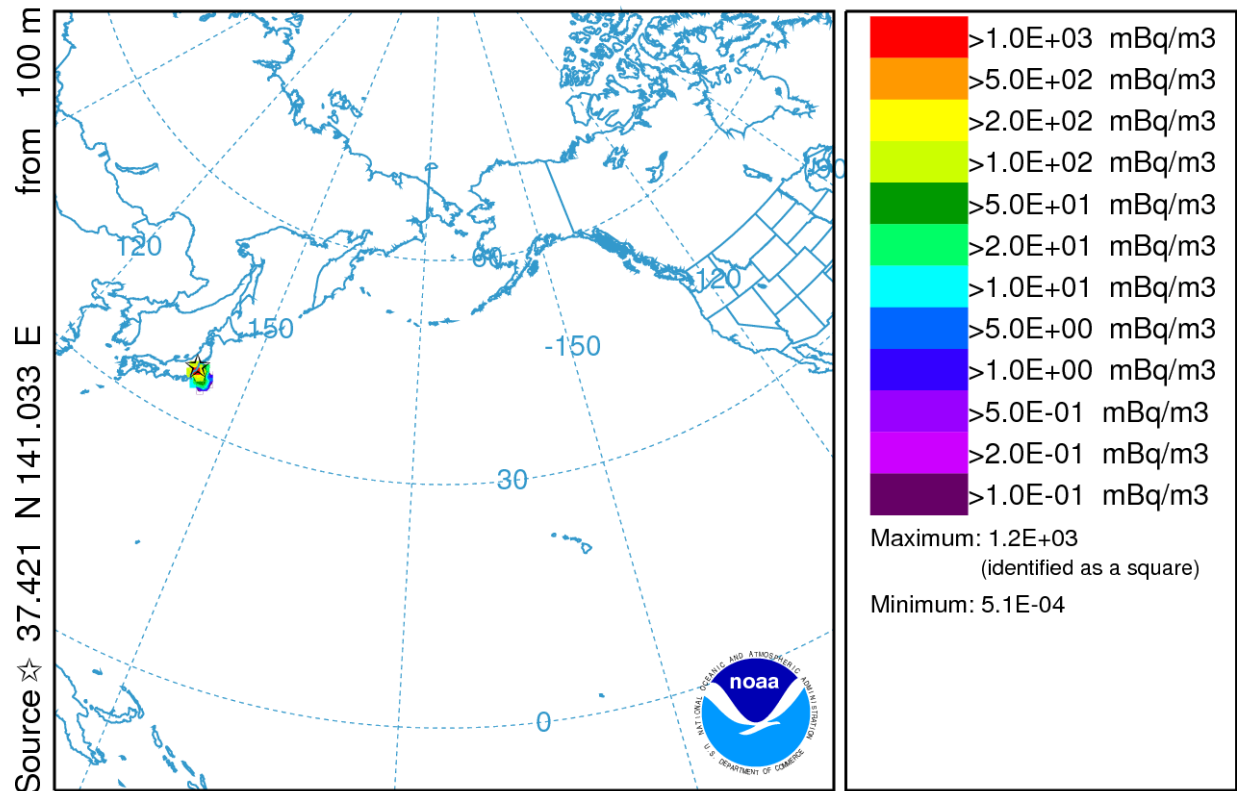 Source ☆ 37.421 N 141.033 E from 100 m
120
60
150
120
-150
30
0
noaa
NATIONAL OCEANIC AND ATMOSPHERIC ADMINISTRATION
U.S. DEPARTMENT OF COMMERCE
>1.0E+03 mBq/m3
>5.0E+02 mBq/m3
>2.0E+02 mBq/m3
>1.0E+02 mBq/m3
>5.0E+01 mBq/m3
>2.0E+01 mBq/m3
>1.0E+01 mBq/m3
>5.0E+00 mBq/m3
>1.0E+00 mBq/m3
>5.0E-01 mBq/m3
>2.0E-01 mBq/m3
>1.0E-01 mBq/m3
Maximum: 1.2E+03
(identified as a square)
Minimum: 5.1E-04